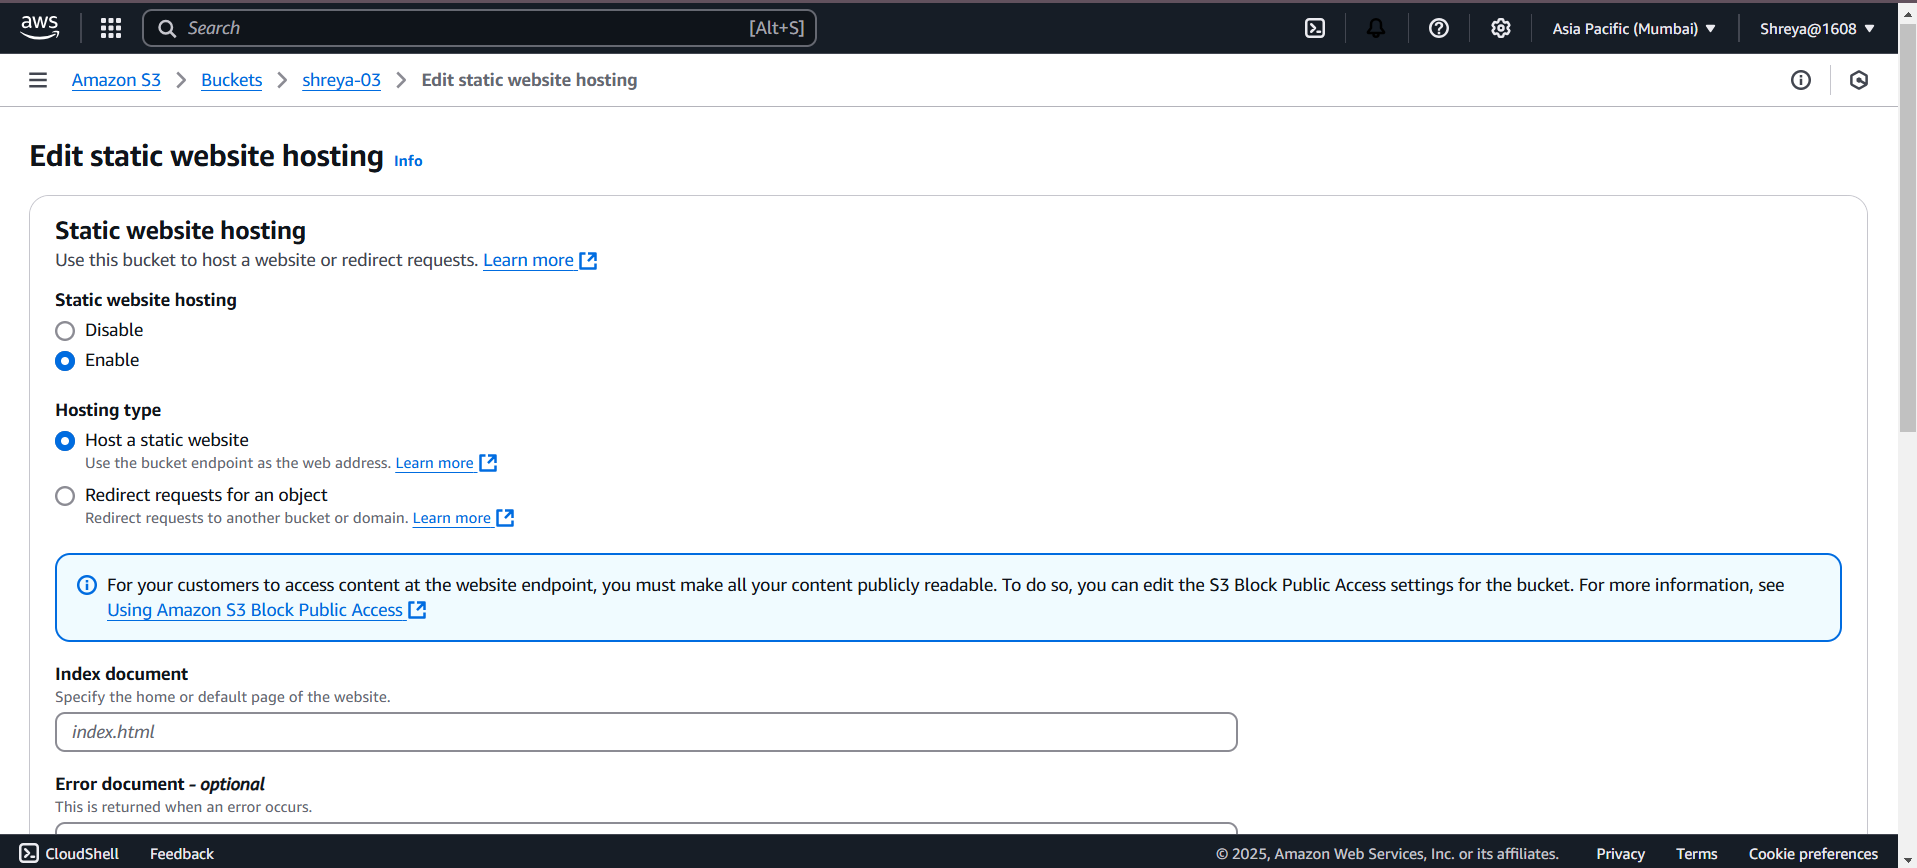 aws
Search [Alt+S]
Asia Pacific (Mumbai)
Shreya@1608
Amazon S3 Buckets shreya-03 Edit static website hosting
Edit static website hosting Info
Static website hosting
Use this bucket to host a website or redirect requests. Learn more
Static website hosting
Disable
Enable
Hosting type
Host a static website
Use the bucket endpoint as the web address. Learn more
Redirect requests for an object
Redirect requests to another bucket or domain. Learn more
For your customers to access content at the website endpoint, you must make all your content publicly readable. To do so, you can edit the S3 Block Public Access settings for the bucket. For more information, see
Using Amazon S3 Block Public Access
Index document
Specify the home or default page of the website.
index.html
Error document - optional
This is returned when an error occurs.
CloudShell Feedback © 2025, Amazon Web Services, Inc. or its affiliates. Privacy Terms Cookie preferences